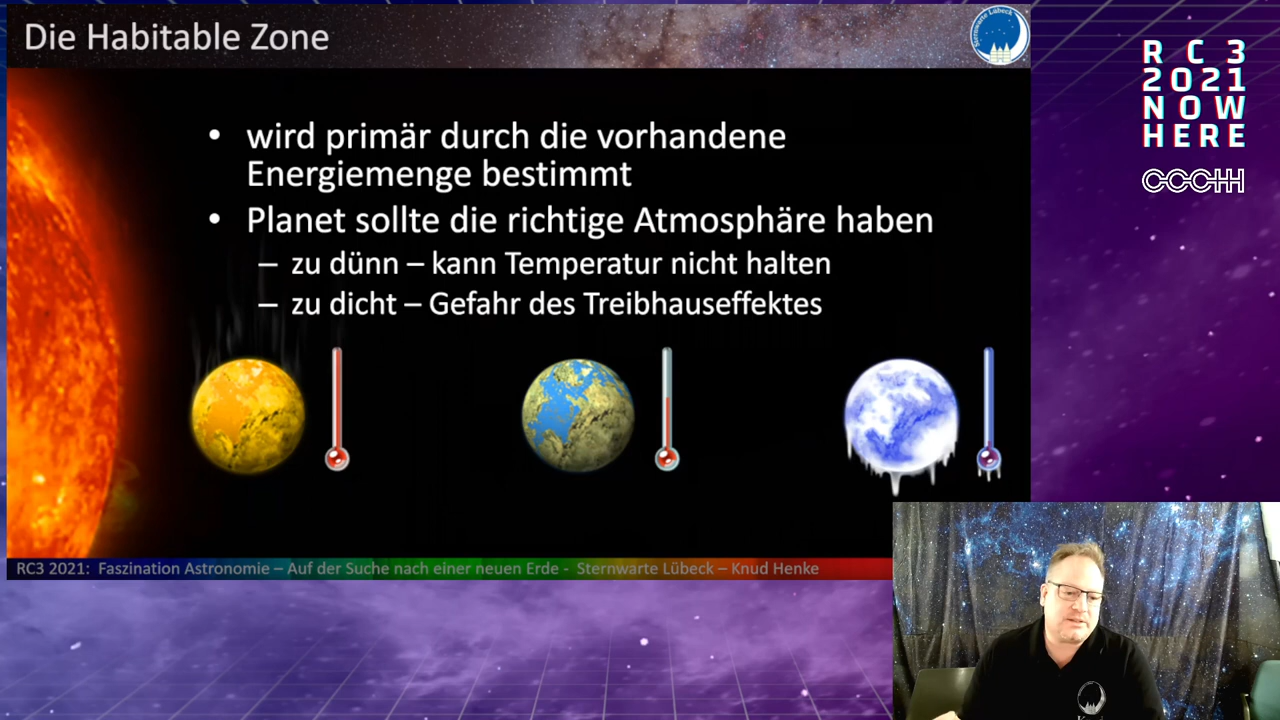 Die Habitable Zone
Sternwarte Lübeck
• wird primär durch die vorhandene
Energiemenge bestimmt
• Planet sollte die richtige Atmosphäre haben
– zu dünn – kann Temperatur nicht halten
– zu dicht – Gefahr des Treibhauseffektes
RC3 2021: Faszination Astronomie – Auf der Suche nach einer neuen Erde - Sternwarte Lübeck – Knud Henke
RC3
2021
NOW
HERE
CCCHH